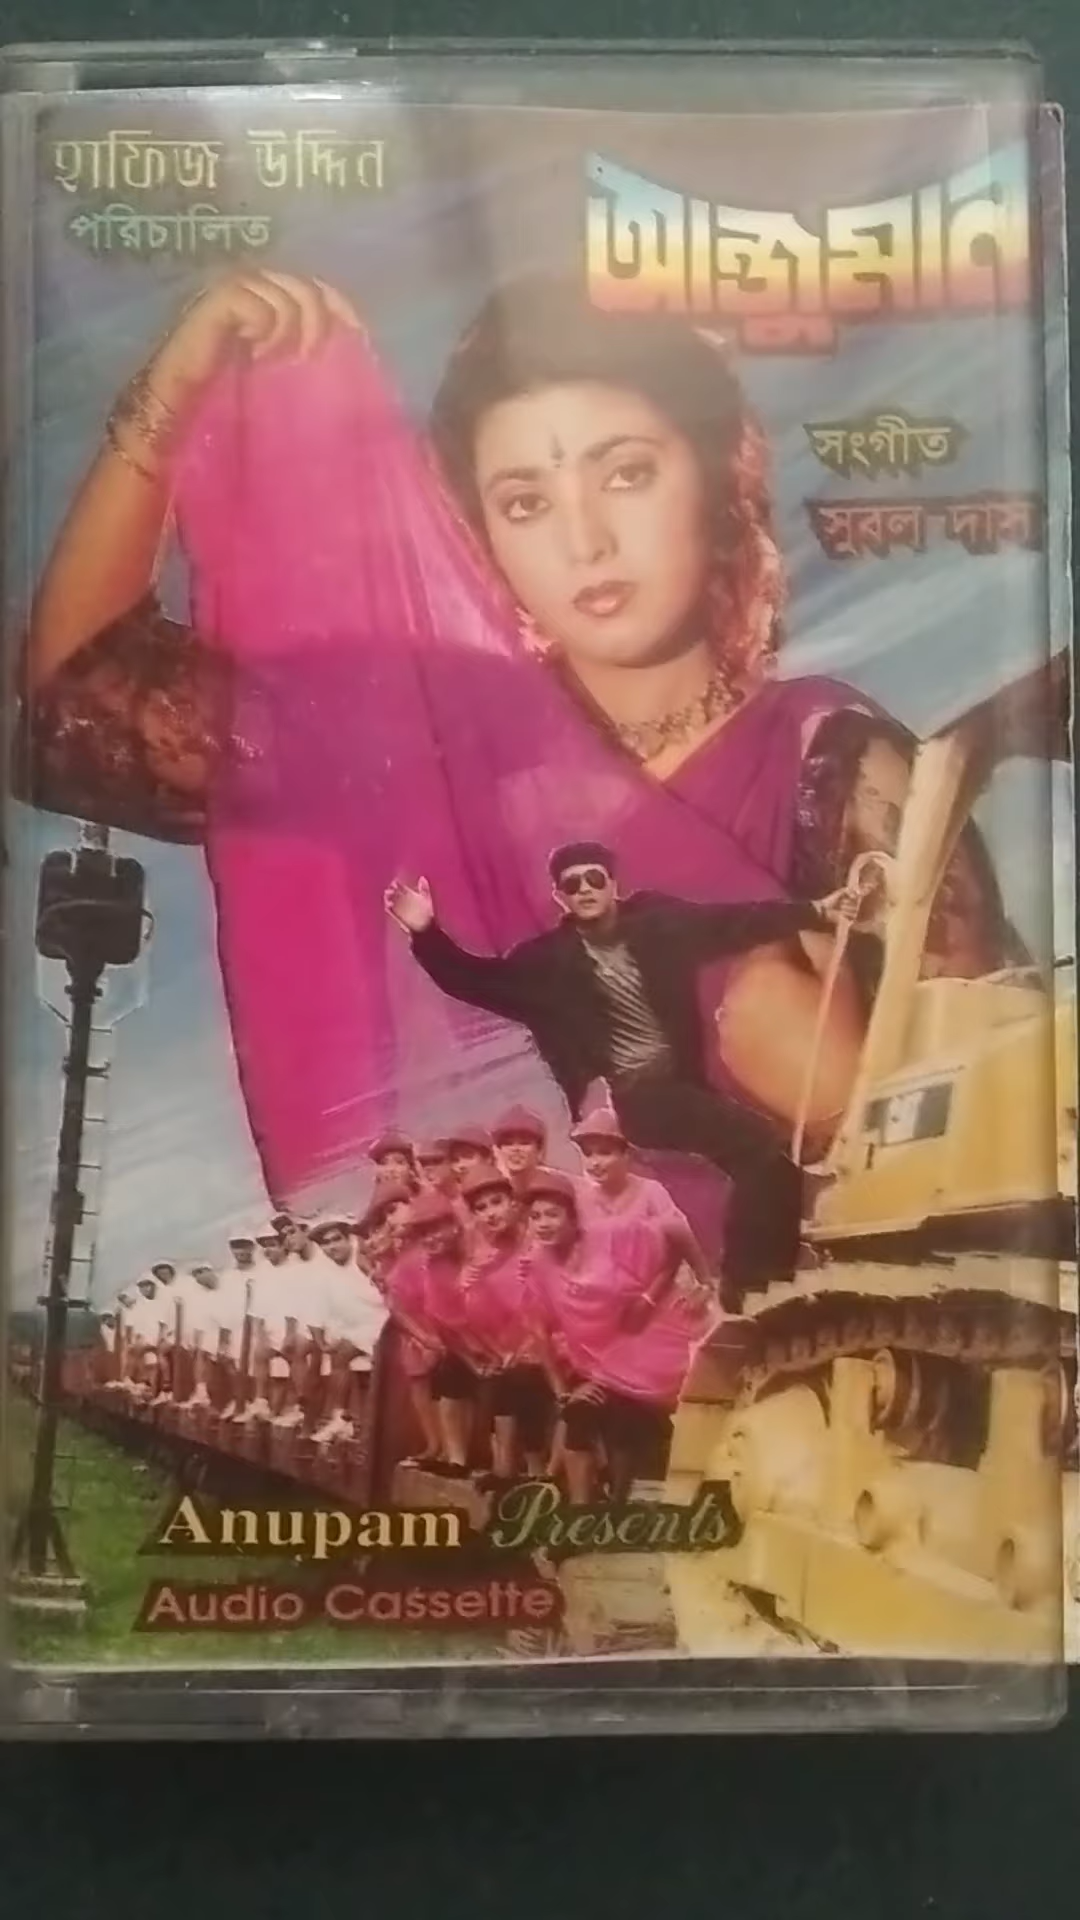 হাফিজ উদ্দিন
পরিচালিত
আঞ্জুমান
সংগীত
সুবল দাস
Anupam Presents
Audio Cassette